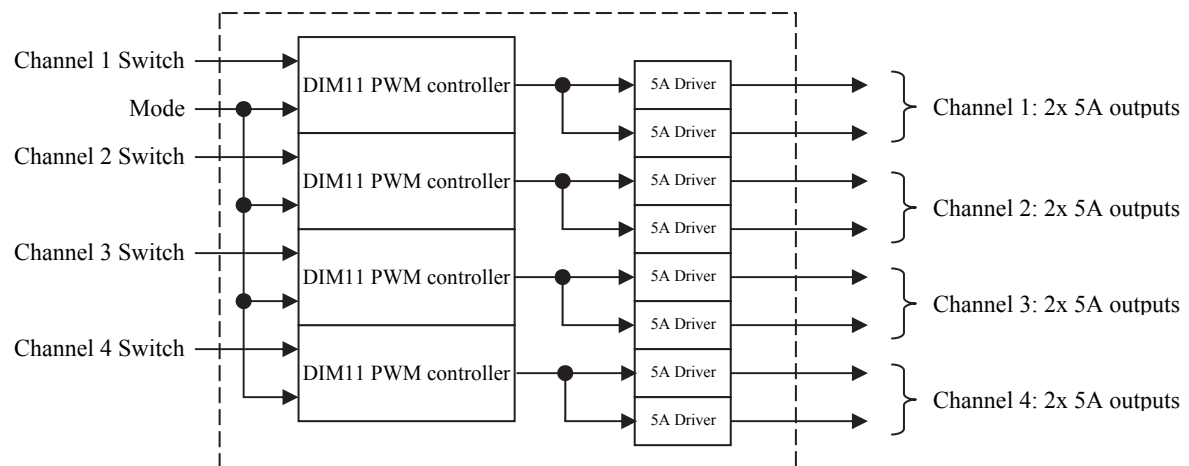 Channel 1 Switch
Mode
Channel 2 Switch
Channel 3 Switch
Channel 4 Switch
DIM11 PWM controller
DIM11 PWM controller
DIM11 PWM controller
DIM11 PWM controller
5A Driver
5A Driver
5A Driver
5A Driver
5A Driver
5A Driver
5A Driver
5A Driver
Channel 1: 2x 5A outputs
Channel 2: 2x 5A outputs
Channel 3: 2x 5A outputs
Channel 4: 2x 5A outputs